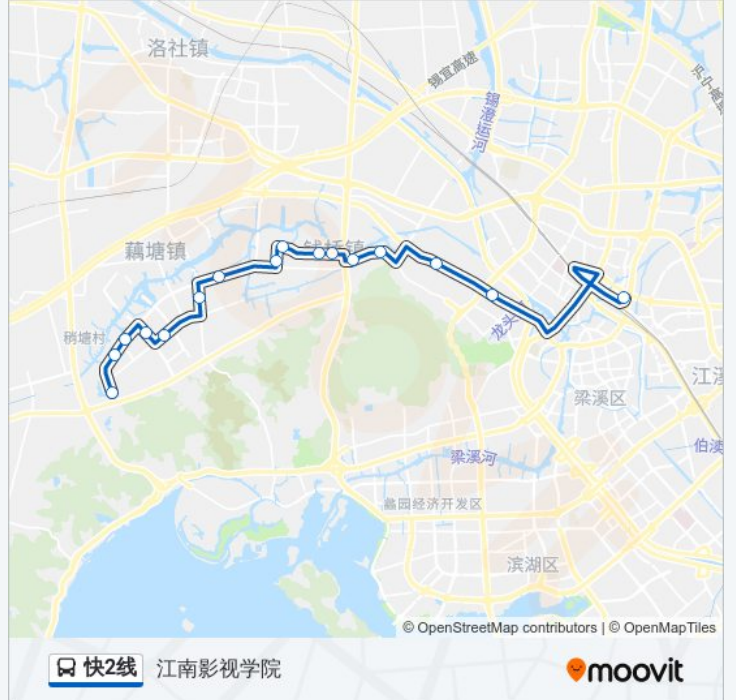 洛社镇
锡宜高速
锡澄运河
藕塘镇
钱桥镇
稍塘村
龙头
梁溪区
江溪
伯渎
梁溪河
蠡园经济开发区
滨湖区
© OpenStreetMap contributors | © OpenMapTiles
快2线 江南影视学院
moovit